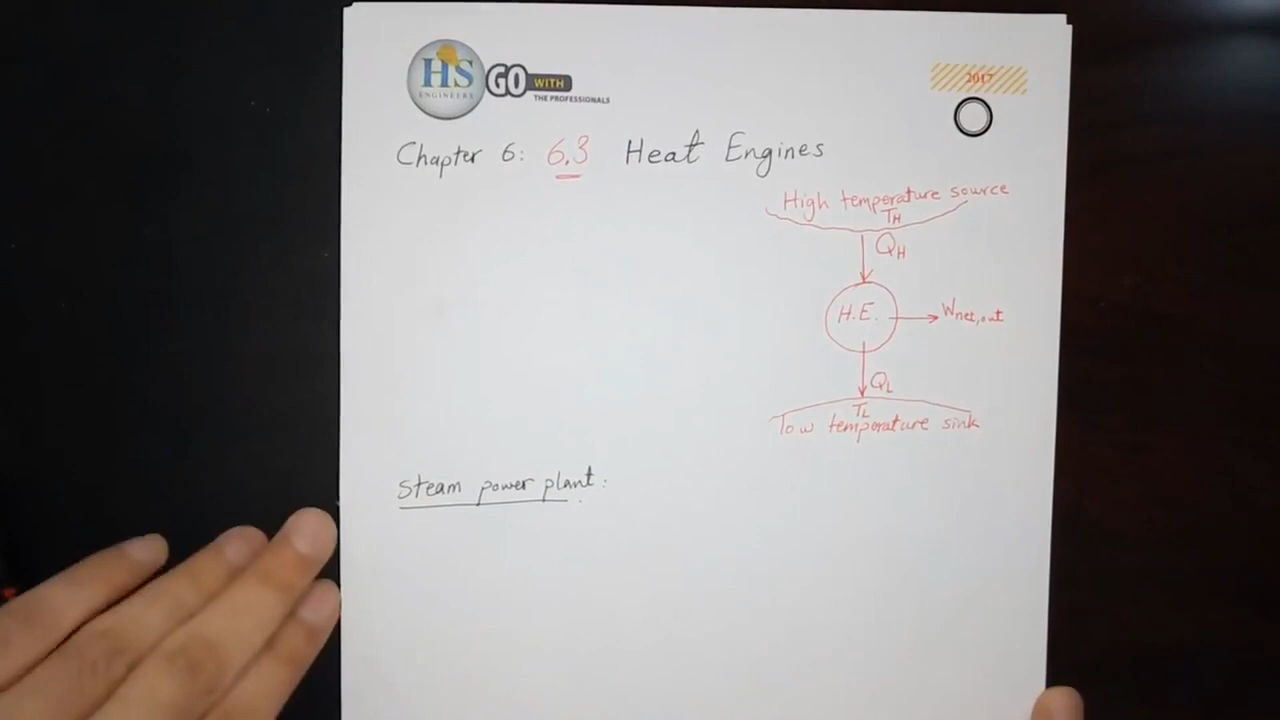 HS
ENGINEERS
GO WITH
THE PROFESSIONALS
2017
Chapter 6: 6.3 Heat Engines
High temperature source
TH
QH
H.E.
Wnet,out
QL
TL
Low temperature sink
Steam power plant: